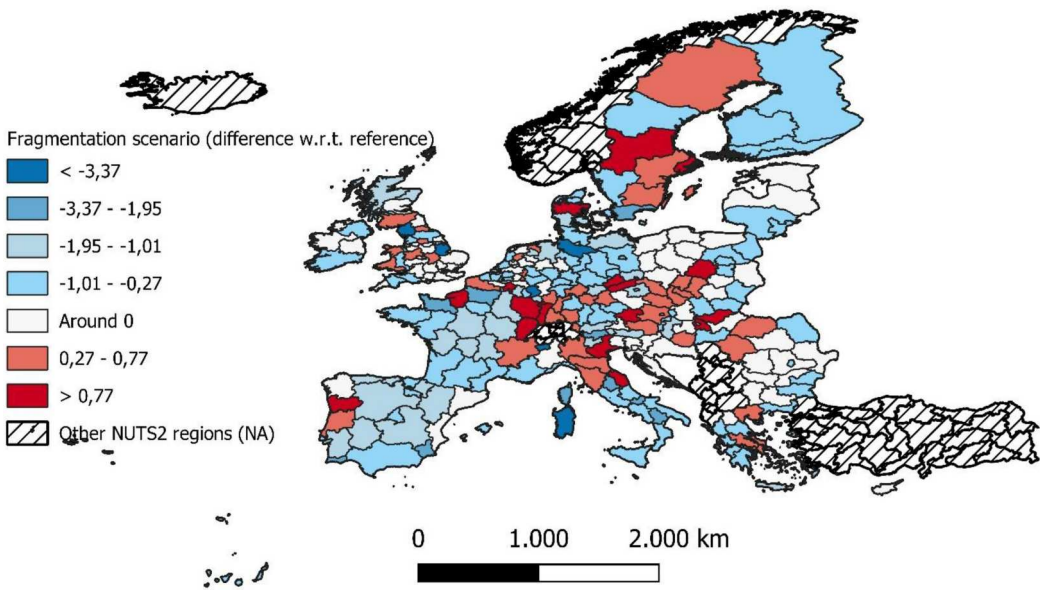 Fragmentation scenario (difference w.r.t. reference)
< -3,37
-3,37 - -1,95
-1,95 - -1,01
-1,01 - -0,27
Around 0
0,27 - 0,77
> 0,77
Other NUTS2 regions (NA)
0 1.000 2.000 km